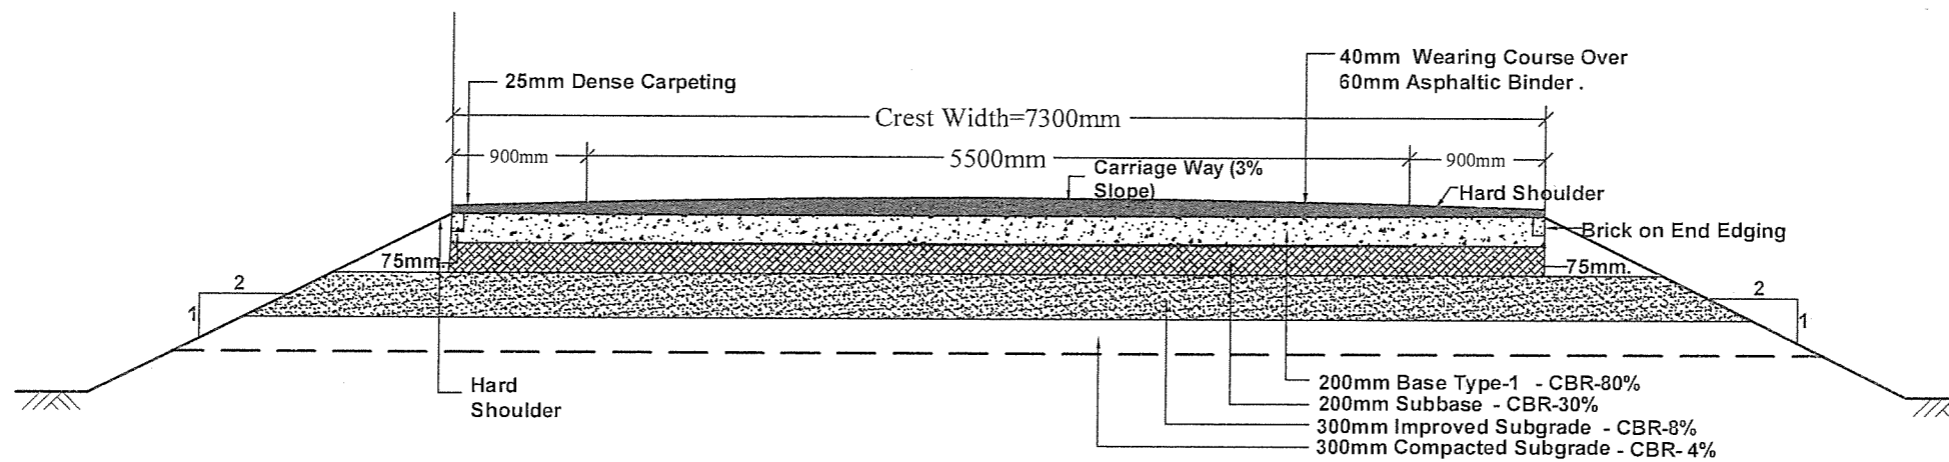 40mm Wearing Course Over
60mm Asphaltic Binder .
25mm Dense Carpeting
Crest Width=7300mm
900mm
5500mm
900mm
Carriage Way (3%
Slope)
Hard Shoulder
Brick on End Edging
75mm
75mm.
2
1
2
1
Hard
Shoulder
200mm Base Type-1 - CBR-80%
200mm Subbase - CBR-30%
300mm Improved Subgrade - CBR-8%
300mm Compacted Subgrade - CBR- 4%